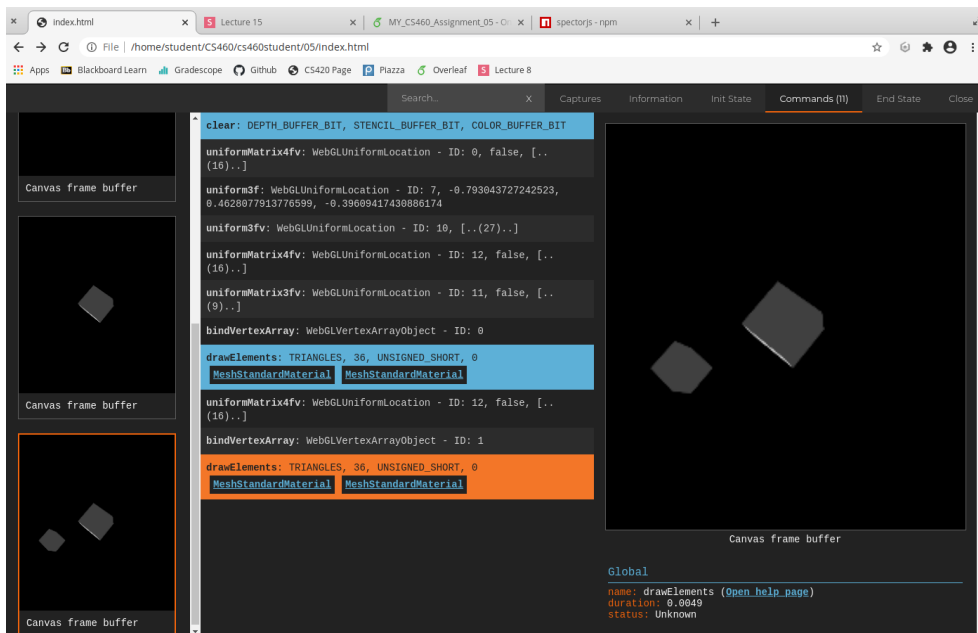 index.html
Lecture 15
MY_CS460_Assignment_05 - On
spectorjs - npm
File | /home/student/CS460/cs460student/05/index.html
Apps
Blackboard Learn
Gradescope
Github
CS420 Page
Piazza
Overleaf
Lecture 8
Search...
X
Captures
Information
Init State
Commands (11)
End State
Close
Canvas frame buffer
Canvas frame buffer
Canvas frame buffer
clear: DEPTH_BUFFER_BIT, STENCIL_BUFFER_BIT, COLOR_BUFFER_BIT
uniformMatrix4fv: WebGLUniformLocation - ID: 0, false, [..
(16)..]
uniform3f: WebGLUniformLocation - ID: 7, -0.793043727242523,
0.4628077913776599, -0.39609417430886174
uniform3fv: WebGLUniformLocation - ID: 10, [..(27)..]
uniformMatrix4fv: WebGLUniformLocation - ID: 12, false, [..
(16)..]
uniformMatrix3fv: WebGLUniformLocation - ID: 11, false, [..
(9)..]
bindVertexArray: WebGLVertexArrayObject - ID: 0
drawElements: TRIANGLES, 36, UNSIGNED_SHORT, 0
MeshStandardMaterial MeshStandardMaterial
uniformMatrix4fv: WebGLUniformLocation - ID: 12, false, [..
(16)..]
bindVertexArray: WebGLVertexArrayObject - ID: 1
drawElements: TRIANGLES, 36, UNSIGNED_SHORT, 0
MeshStandardMaterial MeshStandardMaterial
Canvas frame buffer
Global
name: drawElements (Open help page)
duration: 0.0049
status: Unknown